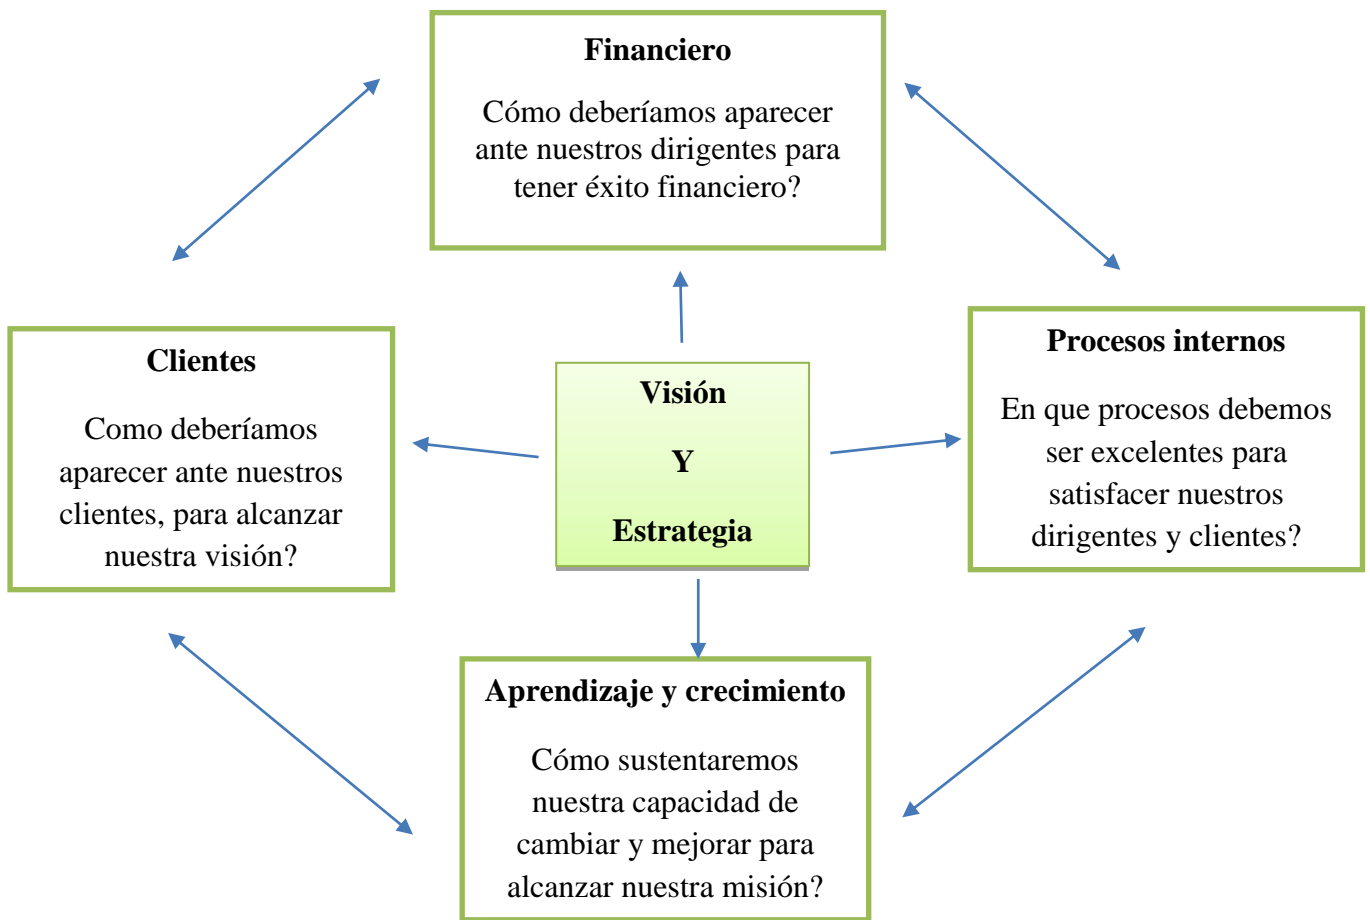 Financiero
Cómo deberíamos aparecer
ante nuestros dirigentes para
tener éxito financiero?
Clientes
Como deberíamos
aparecer ante nuestros
clientes, para alcanzar
nuestra visión?
Visión
Y
Estrategia
Procesos internos
En que procesos debemos
ser excelentes para
satisfacer nuestros
dirigentes y clientes?
Aprendizaje y crecimiento
Cómo sustentaremos
nuestra capacidad de
cambiar y mejorar para
alcanzar nuestra misión?